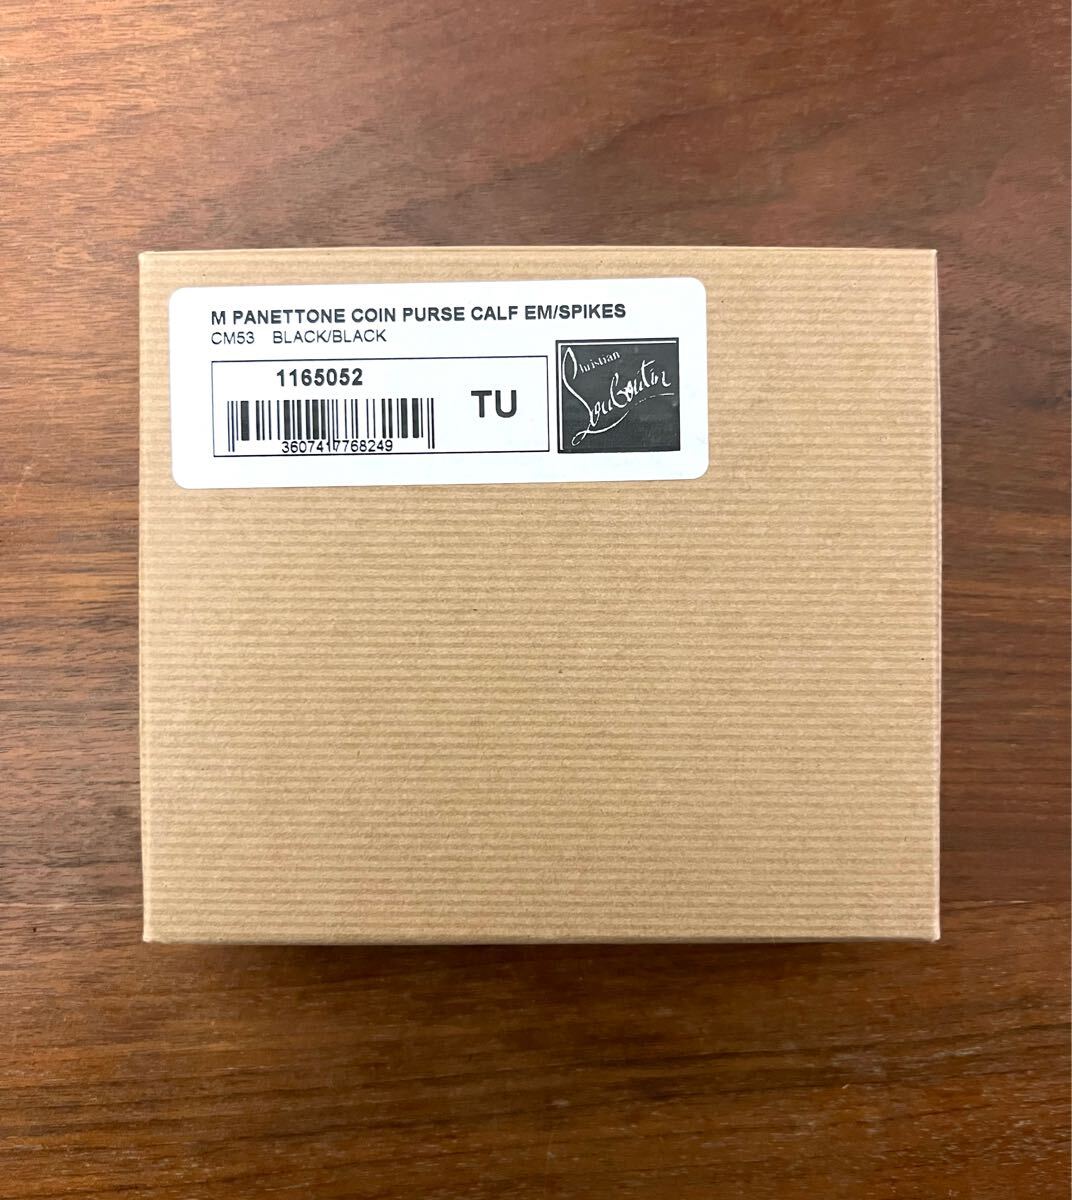 M PANETTONE COIN PURSE CALF EM/SPIKES
CM53 BLACK/BLACK
1165052
TU
3607417768249
Christian
Louboutin